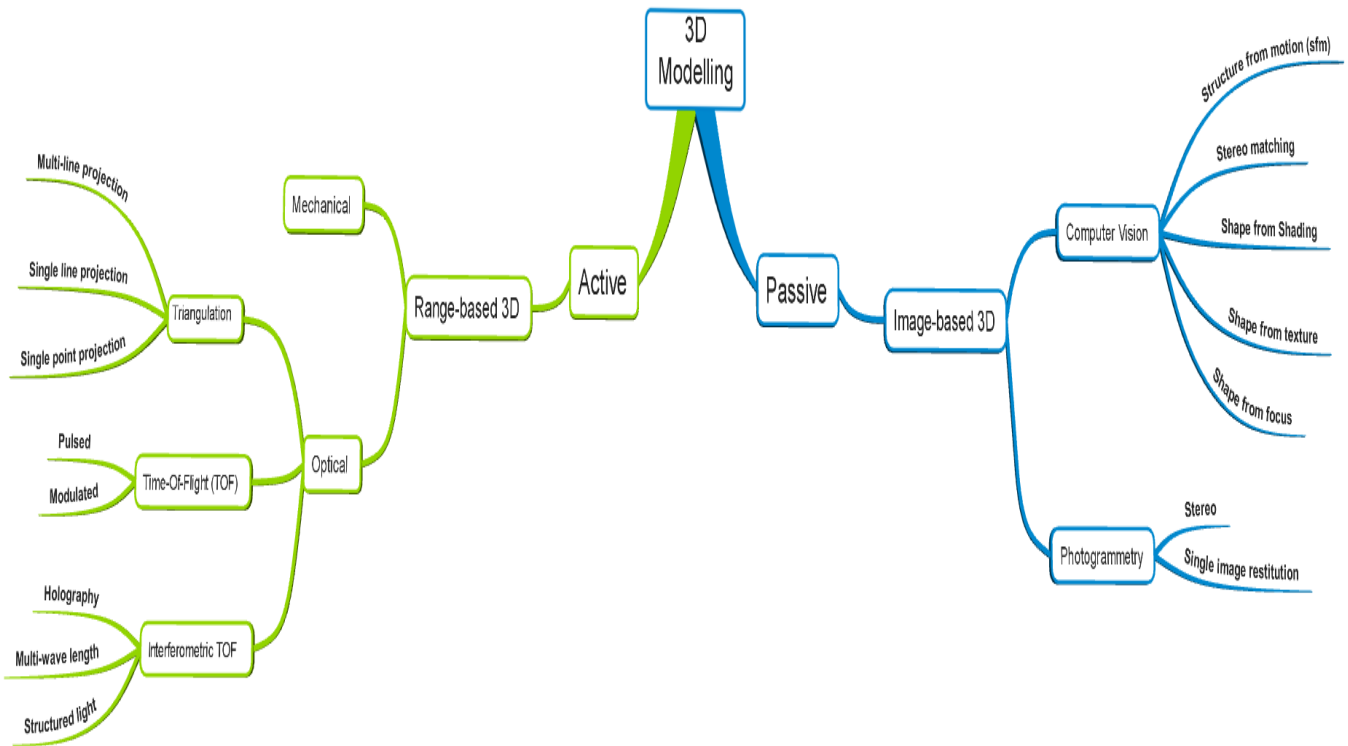 3D
Modelling
Active
Range-based 3D
Mechanical
Optical
Triangulation
Multi-line projection
Single line projection
Single point projection
Time-Of-Flight (TOF)
Pulsed
Modulated
Interferometric TOF
Holography
Multi-wave length
Structured light
Passive
Image-based 3D
Computer Vision
Structure from motion (sfm)
Stereo matching
Shape from Shading
Shape from texture
Shape from focus
Photogrammetry
Stereo
Single image restitution